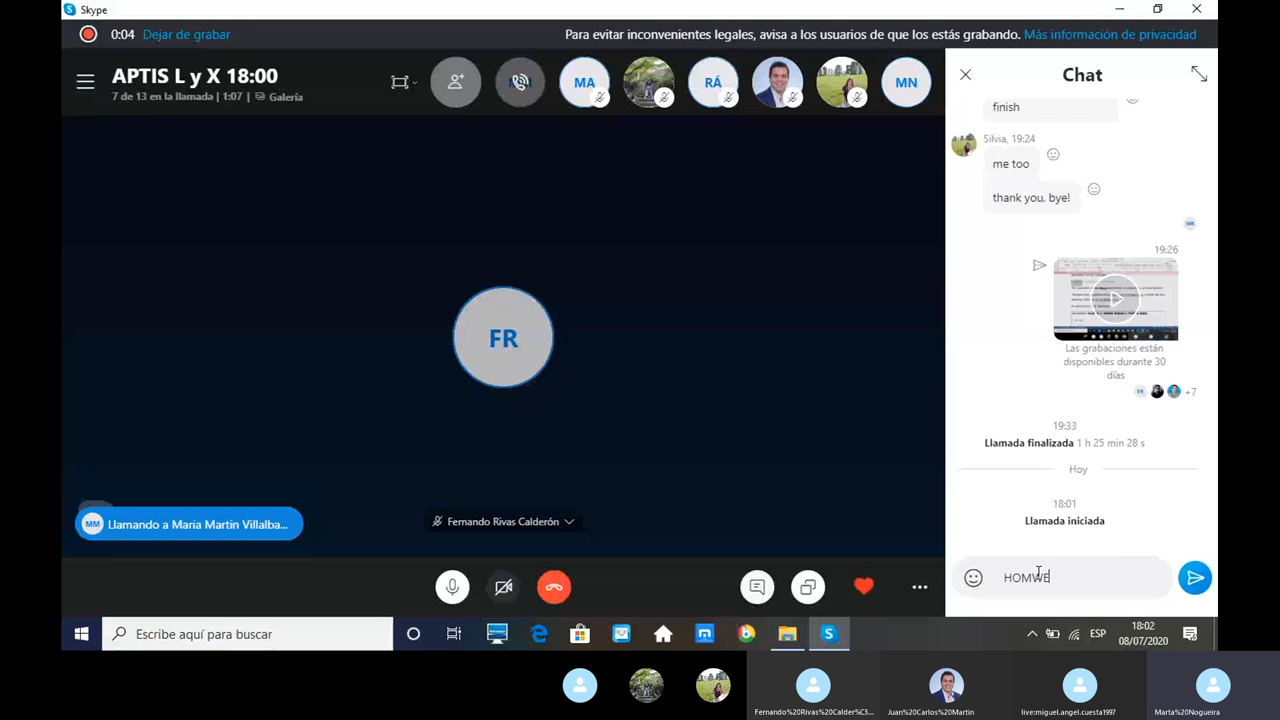 Skype
0:04 Dejar de grabar
Para evitar inconvenientes legales, avisa a los usuarios de que los estás grabando. Más información de privacidad
APTIS L y X 18:00
7 de 13 en la llamada | 1:07 | Galería
MA
RÁ
MN
Chat
finish
Silvia, 19:24
me too
thank you, bye!
19:26
Las grabaciones están
disponibles durante 30
días
FR
+7
19:33
Llamada finalizada 1 h 25 min 28 s
Hoy
18:01
Llamada iniciada
FR
MM
Llamando a Maria Martin Villalba...
Fernando Rivas Calderón
HOMWE
Escribe aquí para buscar
ESP
18:02
08/07/2020
Fernando%20Rivas%20Calder%C3...
Juan%20Carlos%20Martin
live:miguel.angel.cuesta1997
Marta%20Nogueira